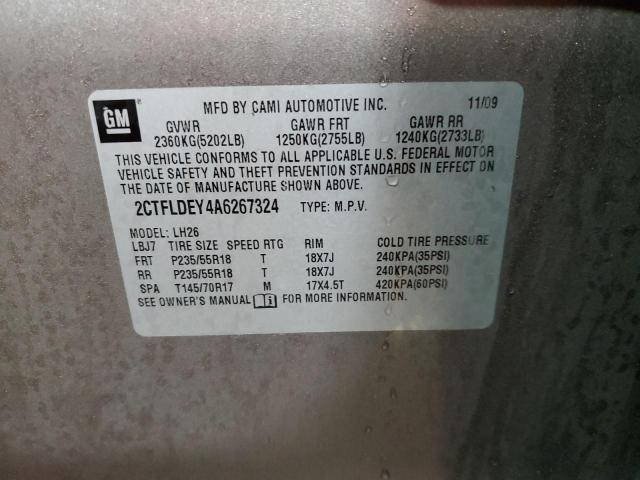 GM ® MFD BY CAMI AUTOMOTIVE INC. 11/09
GVWR GAWR FRT GAWR RR
2360KG(5202LB) 1250KG(2755LB) 1240KG(2733LB)
THIS VEHICLE CONFORMS TO ALL APPLICABLE U.S. FEDERAL MOTOR
VEHICLE SAFETY AND THEFT PREVENTION STANDARDS IN EFFECT ON
THE DATE OF MANUFACTURE SHOWN ABOVE.
2CTFLDEY4A6267324 TYPE: M.P.V.
MODEL: LH26
LBJ7 TIRE SIZE SPEED RTG RIM COLD TIRE PRESSURE
FRT P235/55R18 T 18X7J 240KPA(35PSI)
RR P235/55R18 T 18X7J 240KPA(35PSI)
SPA T145/70R17 M 17X4.5T 420KPA(60PSI)
SEE OWNER'S MANUAL i FOR MORE INFORMATION.